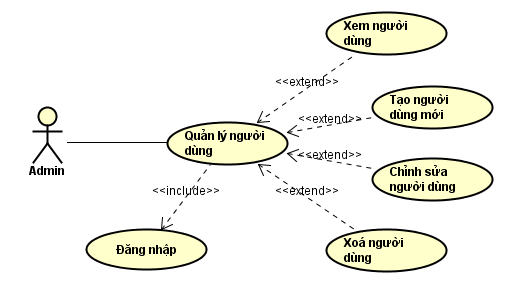 Xem người
dùng
<<extend>>
Tạo người
dùng mới
<<extend>>
Quản lý người
dùng
<<extend>>
Chỉnh sửa
người dùng
Admin
<<include>>
<<extend>>
Đăng nhập
Xoá người
dùng